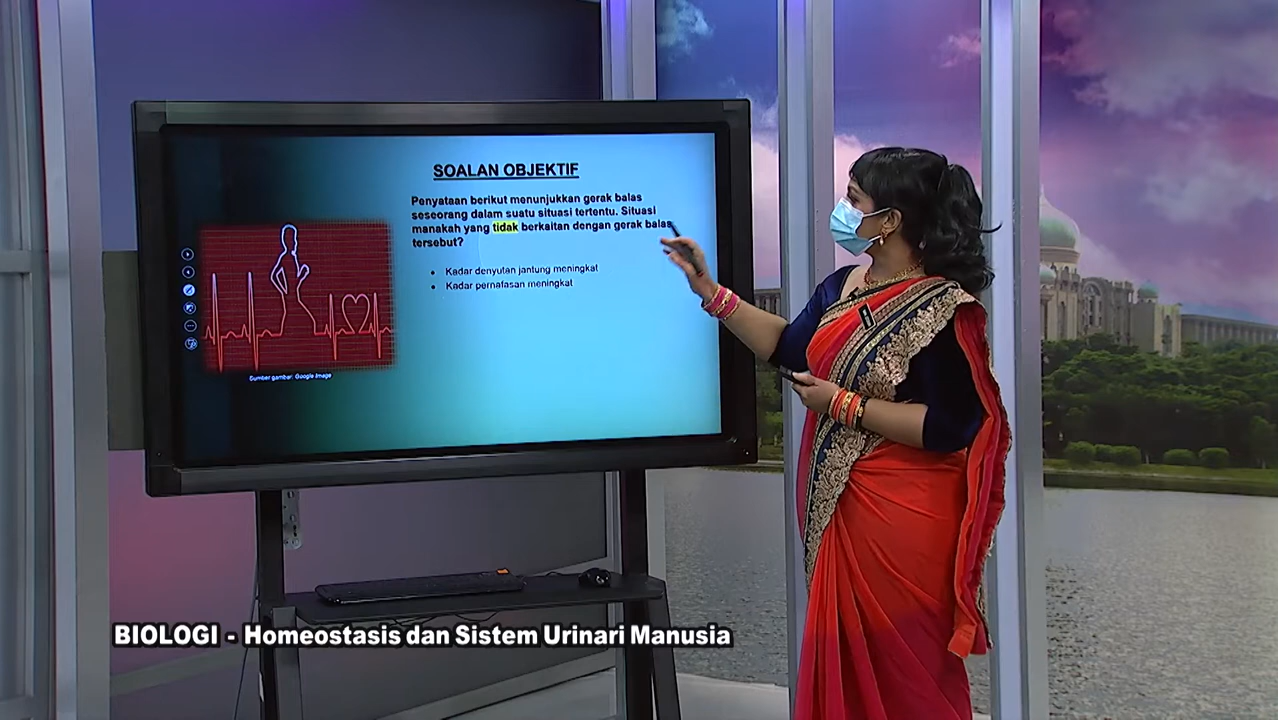 SOALAN OBJEKTIF
Penyataan berikut menunjukkan gerak balas
seseorang dalam suatu situasi tertentu. Situasi
manakah yang tidak berkaitan dengan gerak balas
tersebut?
• Kadar denyutan jantung meningkat
• Kadar pernafasan meningkat
Sumber gambar: Google Image
BIOLOGI - Homeostasis dan Sistem Urinari Manusia